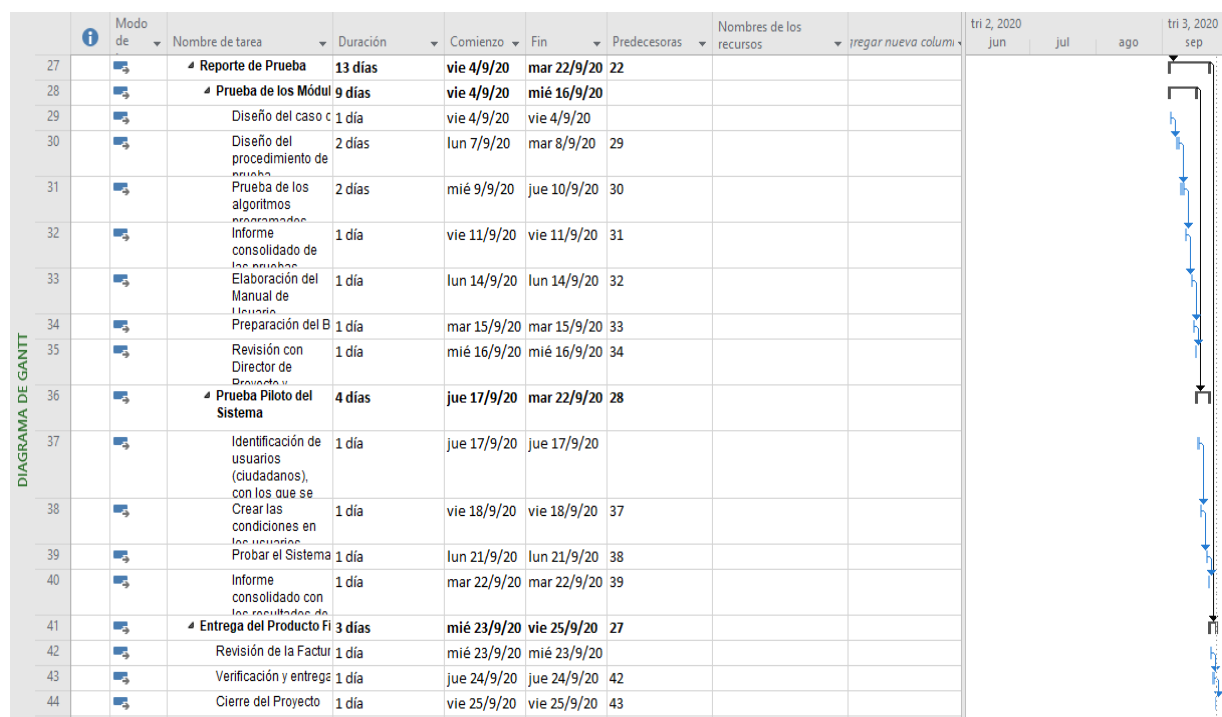 Modo de
Nombre de tarea
Duración
Comienzo
Fin
Predecesoras
Nombres de los recursos
gregar nueva colum
tri 2, 2020
tri 3, 2020
jun
jul
ago
sep
DIAGRAMA DE GANTT
27 Reporte de Prueba 13 días vie 4/9/20 mar 22/9/20 22
28 Prueba de los Módul 9 días vie 4/9/20 mié 16/9/20
29 Diseño del caso c 1 día vie 4/9/20 vie 4/9/20
30 Diseño del 2 días lun 7/9/20 mar 8/9/20 29
procedimiento de
prueba
31 Prueba de los 2 días mié 9/9/20 jue 10/9/20 30
algoritmos
programados
32 Informe 1 día vie 11/9/20 vie 11/9/20 31
consolidado de
las pruebas
33 Elaboración del 1 día lun 14/9/20 lun 14/9/20 32
Manual de
Usuario
34 Preparación del B 1 día mar 15/9/20 mar 15/9/20 33
35 Revisión con 1 día mié 16/9/20 mié 16/9/20 34
Director de
Proyecto y
36 Prueba Piloto del 4 días jue 17/9/20 mar 22/9/20 28
Sistema
37 Identificación de 1 día jue 17/9/20 jue 17/9/20
usuarios
(ciudadanos),
con los que se
38 Crear las 1 día vie 18/9/20 vie 18/9/20 37
condiciones en
los usuarios
39 Probar el Sistema 1 día lun 21/9/20 lun 21/9/20 38
40 Informe 1 día mar 22/9/20 mar 22/9/20 39
consolidado con
los resultados de
41 Entrega del Producto Fi 3 días mié 23/9/20 vie 25/9/20 27
42 Revisión de la Factur 1 día mié 23/9/20 mié 23/9/20
43 Verificación y entrega 1 día jue 24/9/20 jue 24/9/20 42
44 Cierre del Proyecto 1 día vie 25/9/20 vie 25/9/20 43